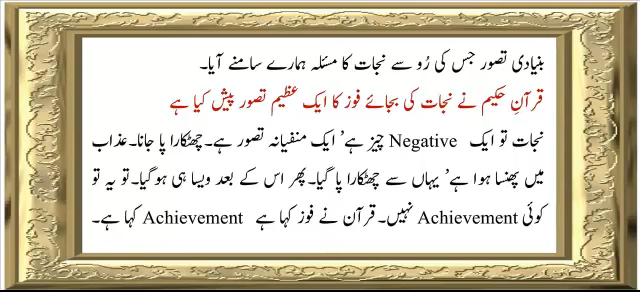 بنیادی تصور جس کی رُو سے نجات کا مسئلہ ہمارے سامنے آیا۔
قرآنِ حکیم نے نجات کی بجائے فوز کا ایک عظیم تصور پیش کیا ہے
نجات تو ایک Negative چیز ہے’ ایک منفیانہ تصور ہے۔چھٹکارا پا جانا۔عذاب
میں پھنسا ہوا ہے’ یہاں سے چھٹکارا پا گیا۔پھر اس کے بعد ویسا ہی ہوگیا۔تو یہ تو
کوئی Achievement نہیں۔قرآن نے فوز کہا ہے Achievement کہا ہے۔